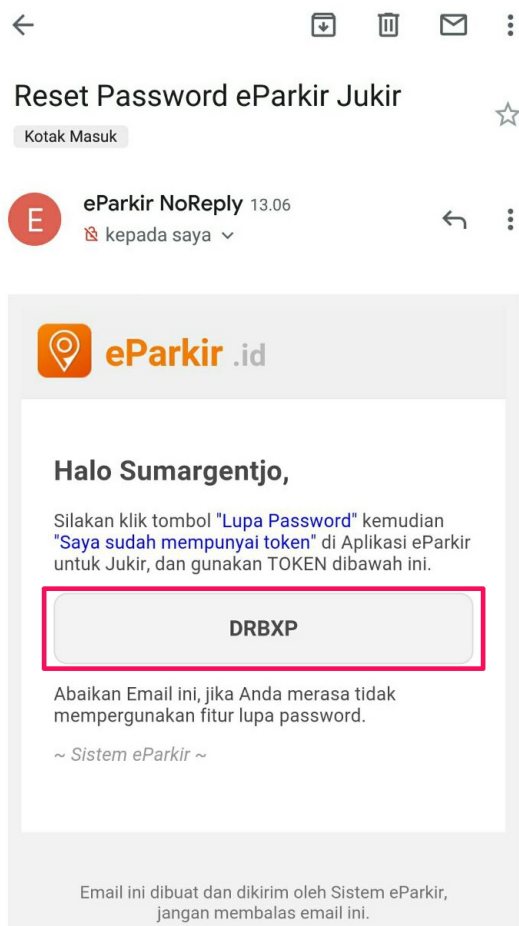 Reset Password eParkir Jukir
Kotak Masuk
E
eParkir NoReply 13.06
kepada saya
eParkir .id
Halo Sumargentjo,
Silakan klik tombol "Lupa Password" kemudian
"Saya sudah mempunyai token" di Aplikasi eParkir
untuk Jukir, dan gunakan TOKEN dibawah ini.
DRBXP
Abaikan Email ini, jika Anda merasa tidak
mempergunakan fitur lupa password.
~ Sistem eParkir ~
Email ini dibuat dan dikirim oleh Sistem eParkir,
jangan membalas email ini.